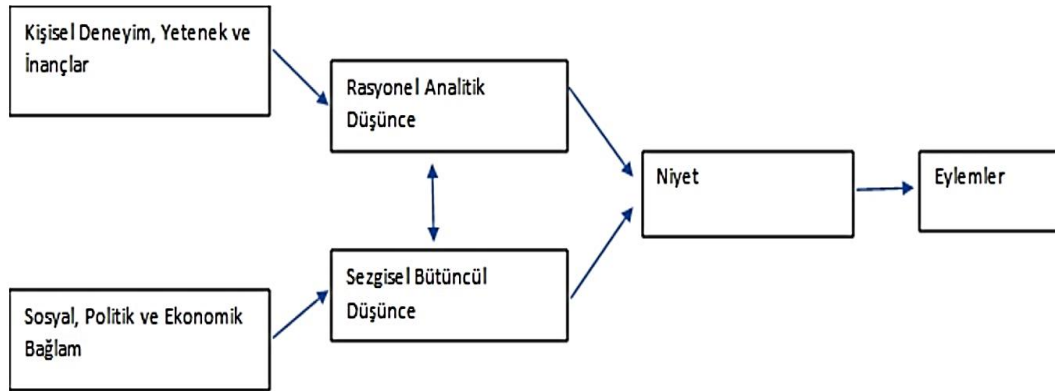 Kişisel Deneyim, Yetenek ve
İnançlar
Rasyonel Analitik
Düşünce
Niyet
Eylemler
Sezgisel Bütüncül
Düşünce
Sosyal, Politik ve Ekonomik
Bağlam